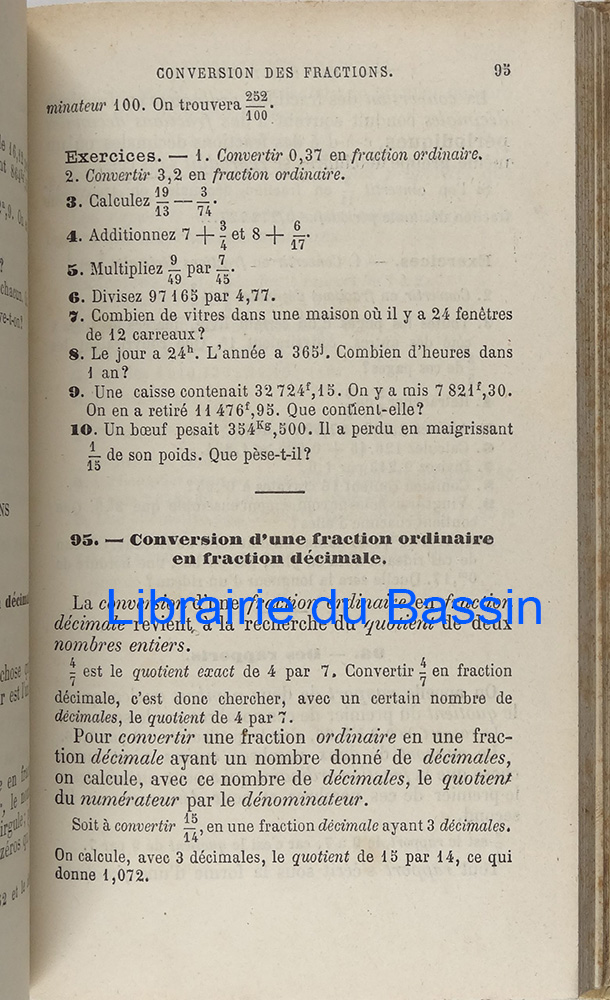 CONVERSION DES FRACTIONS. 95
minateur 100. On trouvera 252/100.
Exercices. — 1. Convertir 0,37 en fraction ordinaire.
2. Convertir 3,2 en fraction ordinaire.
3. Calculez 19/13 — 3/74.
4. Additionnez 7 + 3/4 et 8 + 6/17.
5. Multipliez 9/49 par 7/45.
6. Divisez 97165 par 4,77.
7. Combien de vitres dans une maison où il y a 24 fenêtres
de 12 carreaux?
8. Le jour a 24h. L'année a 365j. Combien d'heures dans
1 an?
9. Une caisse contenait 32724f,15. On y a mis 7821f,30.
On en a retiré 11476f,95. Que contient-elle?
10. Un bœuf pesait 354Kg,500. Il a perdu en maigrissant
1/15 de son poids. Que pèse-t-il?
95. — Conversion d'une fraction ordinaire
en fraction décimale.
La conversion d'une fraction ordinaire en fraction
Librairie du Bassin
décimale revient à la recherche du quotient de deux
nombres entiers.
4/7 est le quotient exact de 4 par 7. Convertir 4/7 en fraction
décimale, c'est donc chercher, avec un certain nombre de
décimales, le quotient de 4 par 7.
Pour convertir une fraction ordinaire en une frac-
tion décimale ayant un nombre donné de décimales,
on calcule, avec ce nombre de décimales, le quotient
du numérateur par le dénominateur.
Soit à convertir 15/14, en une fraction décimale ayant 3 décimales.
On calcule, avec 3 décimales, le quotient de 15 par 14, ce qui
donne 1,072.